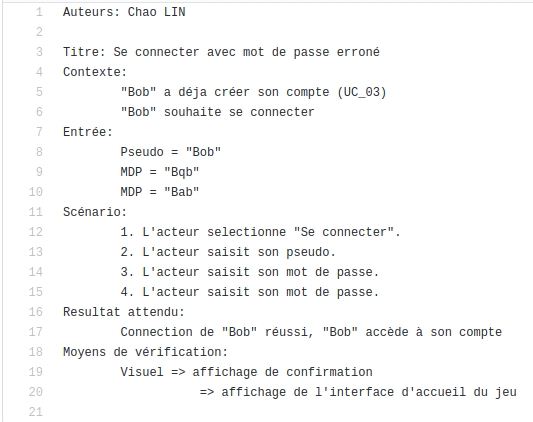 1 Auteurs: Chao LIN
2
3 Titre: Se connecter avec mot de passe erroné
4 Contexte:
5 "Bob" a déja créer son compte (UC_03)
6 "Bob" souhaite se connecter
7 Entrée:
8 Pseudo = "Bob"
9 MDP = "Bqb"
10 MDP = "Bab"
11 Scénario:
12 1. L'acteur selectionne "Se connecter".
13 2. L'acteur saisit son pseudo.
14 3. L'acteur saisit son mot de passe.
15 4. L'acteur saisit son mot de passe.
16 Resultat attendu:
17 Connection de "Bob" réussi, "Bob" accède à son compte
18 Moyens de vérification:
19 Visuel => affichage de confirmation
20 => affichage de l'interface d'accueil du jeu
21